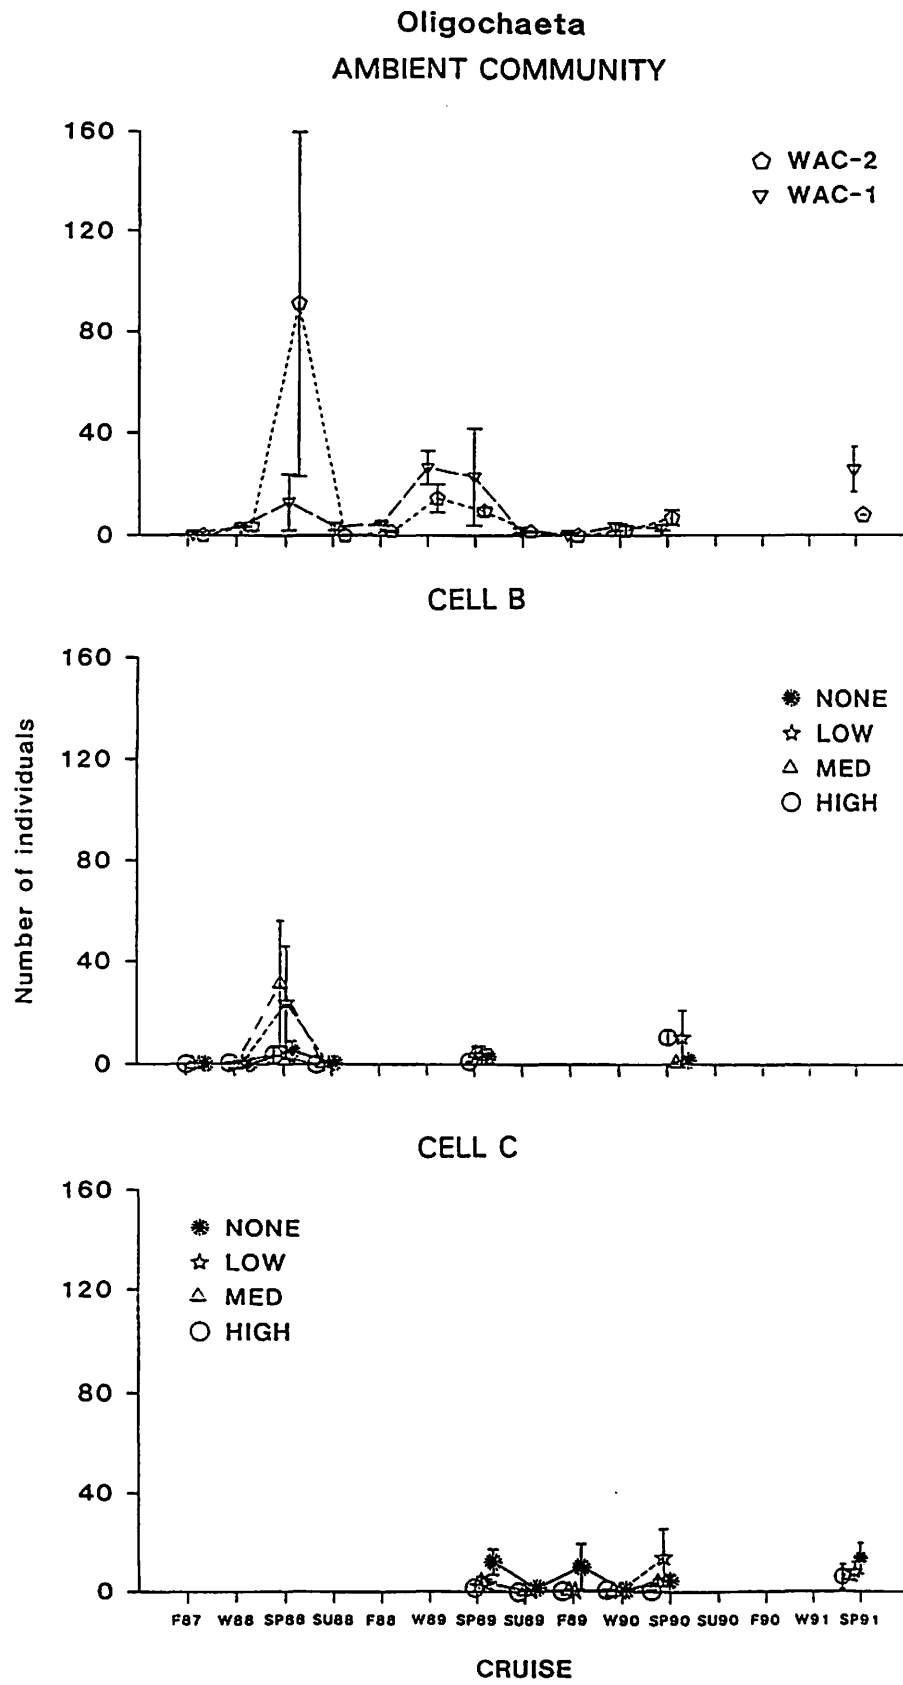 Oligochaeta
AMBIENT COMMUNITY
160
120
80
40
0
WAC-2
WAC-1
CELL B
Number of individuals
160
120
80
40
0
NONE
LOW
MED
HIGH
CELL C
160
120
80
40
0
NONE
LOW
MED
HIGH
F87 W88 SP88 SU88 F88 W89 SP89 SU89 F89 W90 SP90 SU90 F90 W91 SP91
CRUISE